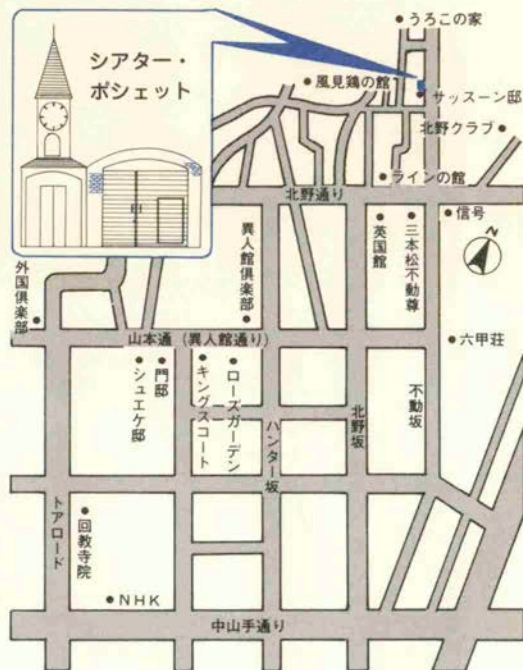 シアター・
ポシェット
うろこの家
風見鶏の館
サッスーン邸
北野クラブ
ラインの館
北野通り
信号
N
異人館倶楽部
英国館
三本松不動尊
外国倶楽部
山本通(異人館通り)
六甲荘
門邸
シュエケ邸
キングスコート
ローズガーデン
ハンター坂
北野坂
不動坂
トアロード
回教寺院
NHK
中山手通り